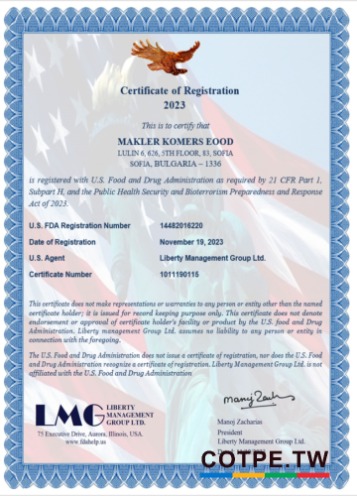 Certificate of Registration
2023
This is to certify that
MAKLER KOMERS EOOD
LULIN 6, 626, 5TH FLOOR, 83, SOFIA
SOFIA, BULGARIA – 1336
is registered with U.S. Food and Drug Administration as required by 21 CFR Part 1,
Subpart H, and the Public Health Security and Bioterrorism Preparedness and Response
Act of 2023.
U.S. FDA Registration Number 14482016220
Date of Registration November 19, 2023
U.S. Agent Liberty Management Group Ltd.
Certificate Number 1011190115
This certificate does not make representations or warranties to any person or entity other than the named
certificate holder; it is issued for record keeping purpose only. This certificate does not denote
endorsement or approval of certificate holder's facility or product by the U.S. food and Drug
Administration. Liberty management Group Ltd. assumes no liability to any person or entity in
connection with the foregoing.
The U.S. Food and Drug Administration does not issue a certificate of registration, nor does the U.S. Food
and Drug Administration recognize a certificate of registration. Liberty Management Group Ltd. is not
affiliated with the U.S. Food and Drug Administration
LMG LIBERTY
MANAGEMENT
GROUP LTD.
75 Executive Drive, Aurora, Illinois, USA.
www.fdahelp.us
Manoj Zacharias
President
Liberty Management Group Ltd.
COTPE.TW